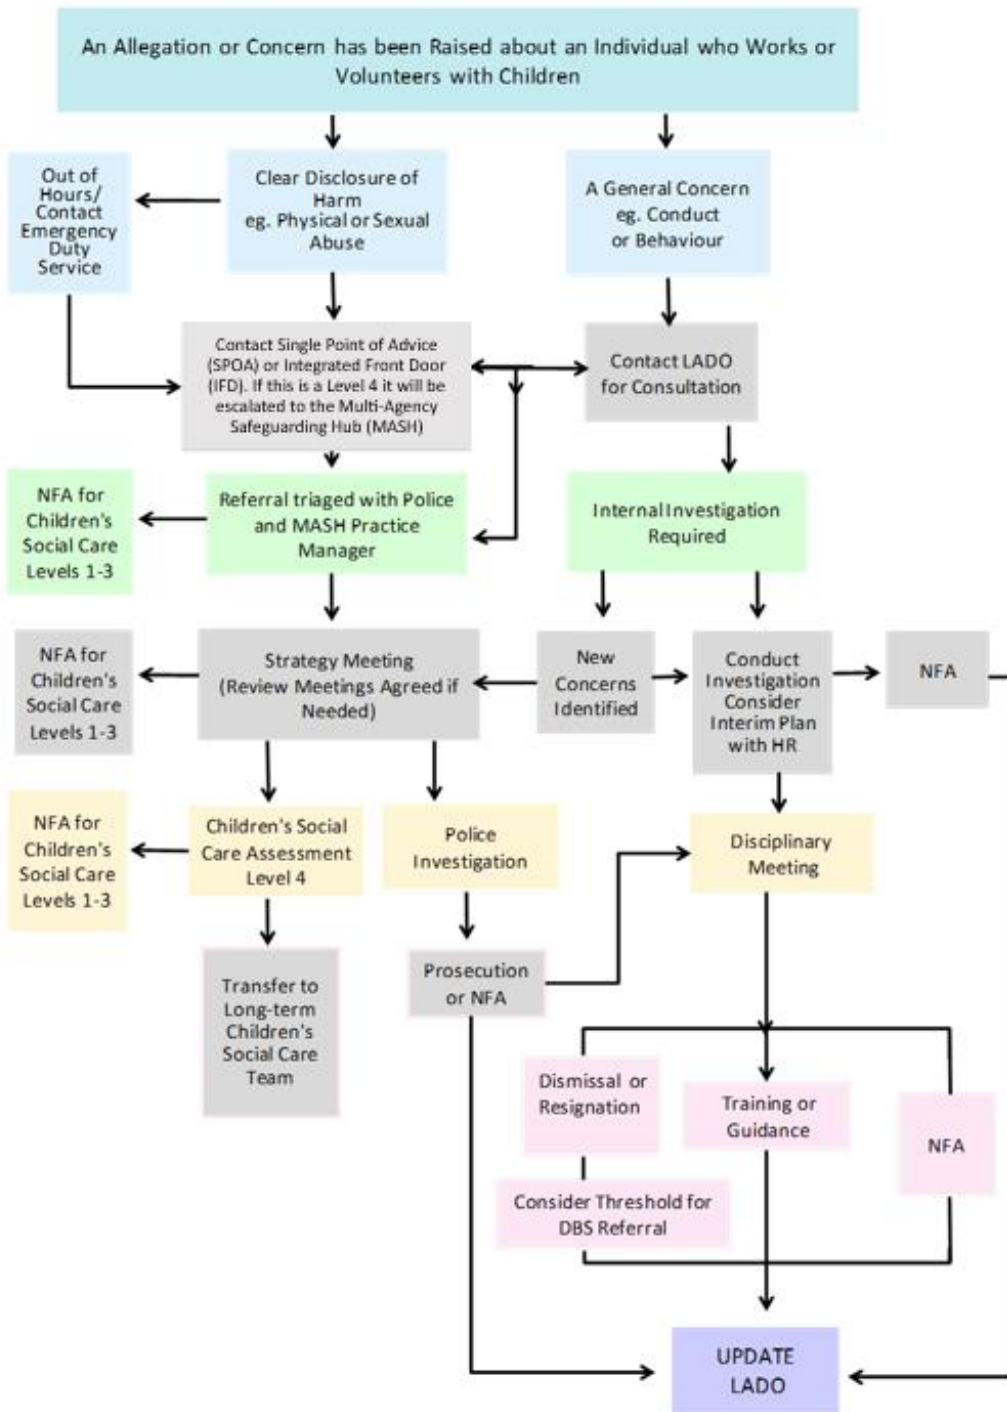 An Allegation or Concern has been Raised about an Individual who Works or
Volunteers with Children
Out of
Hours/
Contact
Emergency
Duty
Service
Clear Disclosure of
Harm
eg. Physical or Sexual
Abuse
A General Concern
eg. Conduct
or Behaviour
Contact Single Point of Advice
(SPOA) or Integrated Front Door
(IFD). If this is a Level 4 it will be
escalated to the Multi-Agency
Safeguarding Hub (MASH)
Contact LADO
for Consultation
NFA for
Children's
Social Care
Levels 1-3
Referral triaged with Police
and MASH Practice
Manager
Internal Investigation
Required
NFA for
Children's
Social Care
Levels 1-3
Strategy Meeting
(Review Meetings Agreed if
Needed)
New
Concerns
Identified
Conduct
Investigation
Consider
Interim Plan
with HR
NFA
NFA for
Children's
Social Care
Levels 1-3
Children's Social
Care Assessment
Level 4
Police
Investigation
Disciplinary
Meeting
Transfer to
Long-term
Children's
Social Care
Team
Prosecution
or NFA
Dismissal or
Resignation
Training or
Guidance
NFA
Consider Threshold for
DBS Referral
UPDATE
LADO